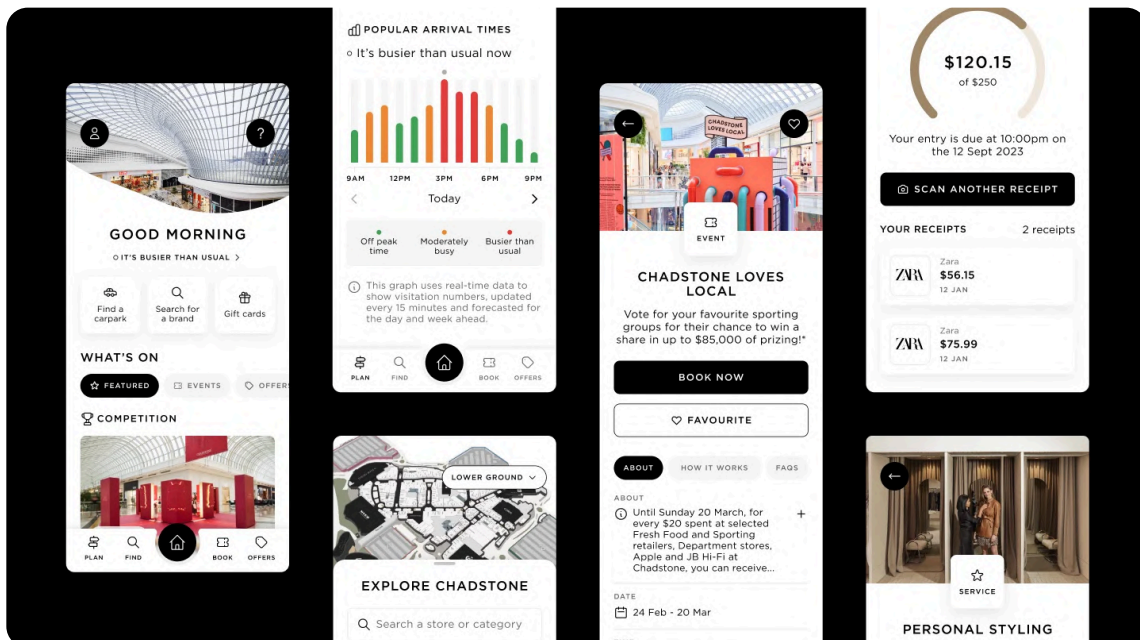 GOOD MORNING
IT'S BUSIER THAN USUAL
Find a
carpark
Search for
a brand
Gift cards
WHAT'S ON
FEATURED
EVENTS
OFFERS
COMPETITION
PLAN
FIND
BOOK
OFFERS
POPULAR ARRIVAL TIMES
It's busier than usual now
9AM
12PM
3PM
6PM
9PM
Today
Off peak
time
Moderately
busy
Busier than
usual
This graph uses real-time data to
show visitation numbers, updated
every 15 minutes and forecasted for
the day and week ahead.
PLAN
FIND
BOOK
OFFERS
LOWER GROUND
EXPLORE CHADSTONE
Search a store or category
CHADSTONE
LOVES LOCAL
EVENT
CHADSTONE LOVES
LOCAL
Vote for your favourite sporting
groups for their chance to win a
share in up to $85,000 of prizing!*
BOOK NOW
FAVOURITE
ABOUT
HOW IT WORKS
FAQS
ABOUT
Until Sunday 20 March, for
every $20 spent at selected
Fresh Food and Sporting
retailers, Department stores,
Apple and JB Hi-Fi at
Chadstone, you can receive...
DATE
24 Feb - 20 Mar
$120.15
of $250
Your entry is due at 10:00pm on
the 12 Sept 2023
SCAN ANOTHER RECEIPT
YOUR RECEIPTS
2 receipts
ZARA
Zara
$56.15
12 JAN
ZARA
Zara
$75.99
12 JAN
SERVICE
PERSONAL STYLING